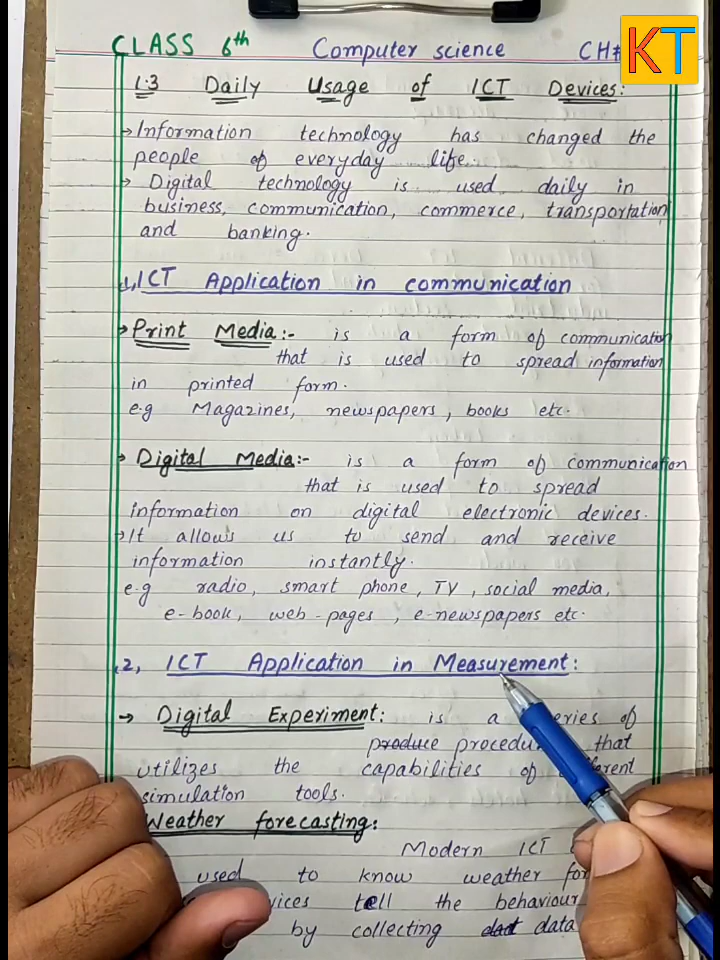 CLASS 6th Computer science CH#
KT
1.3 Daily Usage of ICT Devices:
→ Information technology has changed the
people of everyday life.
→ Digital technology is used daily in
business, communication, commerce, transportation
and banking.
1, ICT Application in communication
→ Print Media:- is a form of communication
that is used to spread information
in printed form.
e.g Magazines, newspapers, books etc.
→ Digital Media:- is a form of communication
that is used to spread
information on digital electronic devices.
→ It allows us to send and receive
information instantly.
e.g radio, smart phone, TV, social media,
e-book, web-pages, e-newspapers etc.
2, ICT Application in Measurement:
→ Digital Experiment: is a series of
produce procedu that
utilizes the capabilities of different
simulation tools.
Weather forecasting:
Modern ICT
used to know weather for
vices tell the behaviour
by collecting dat data